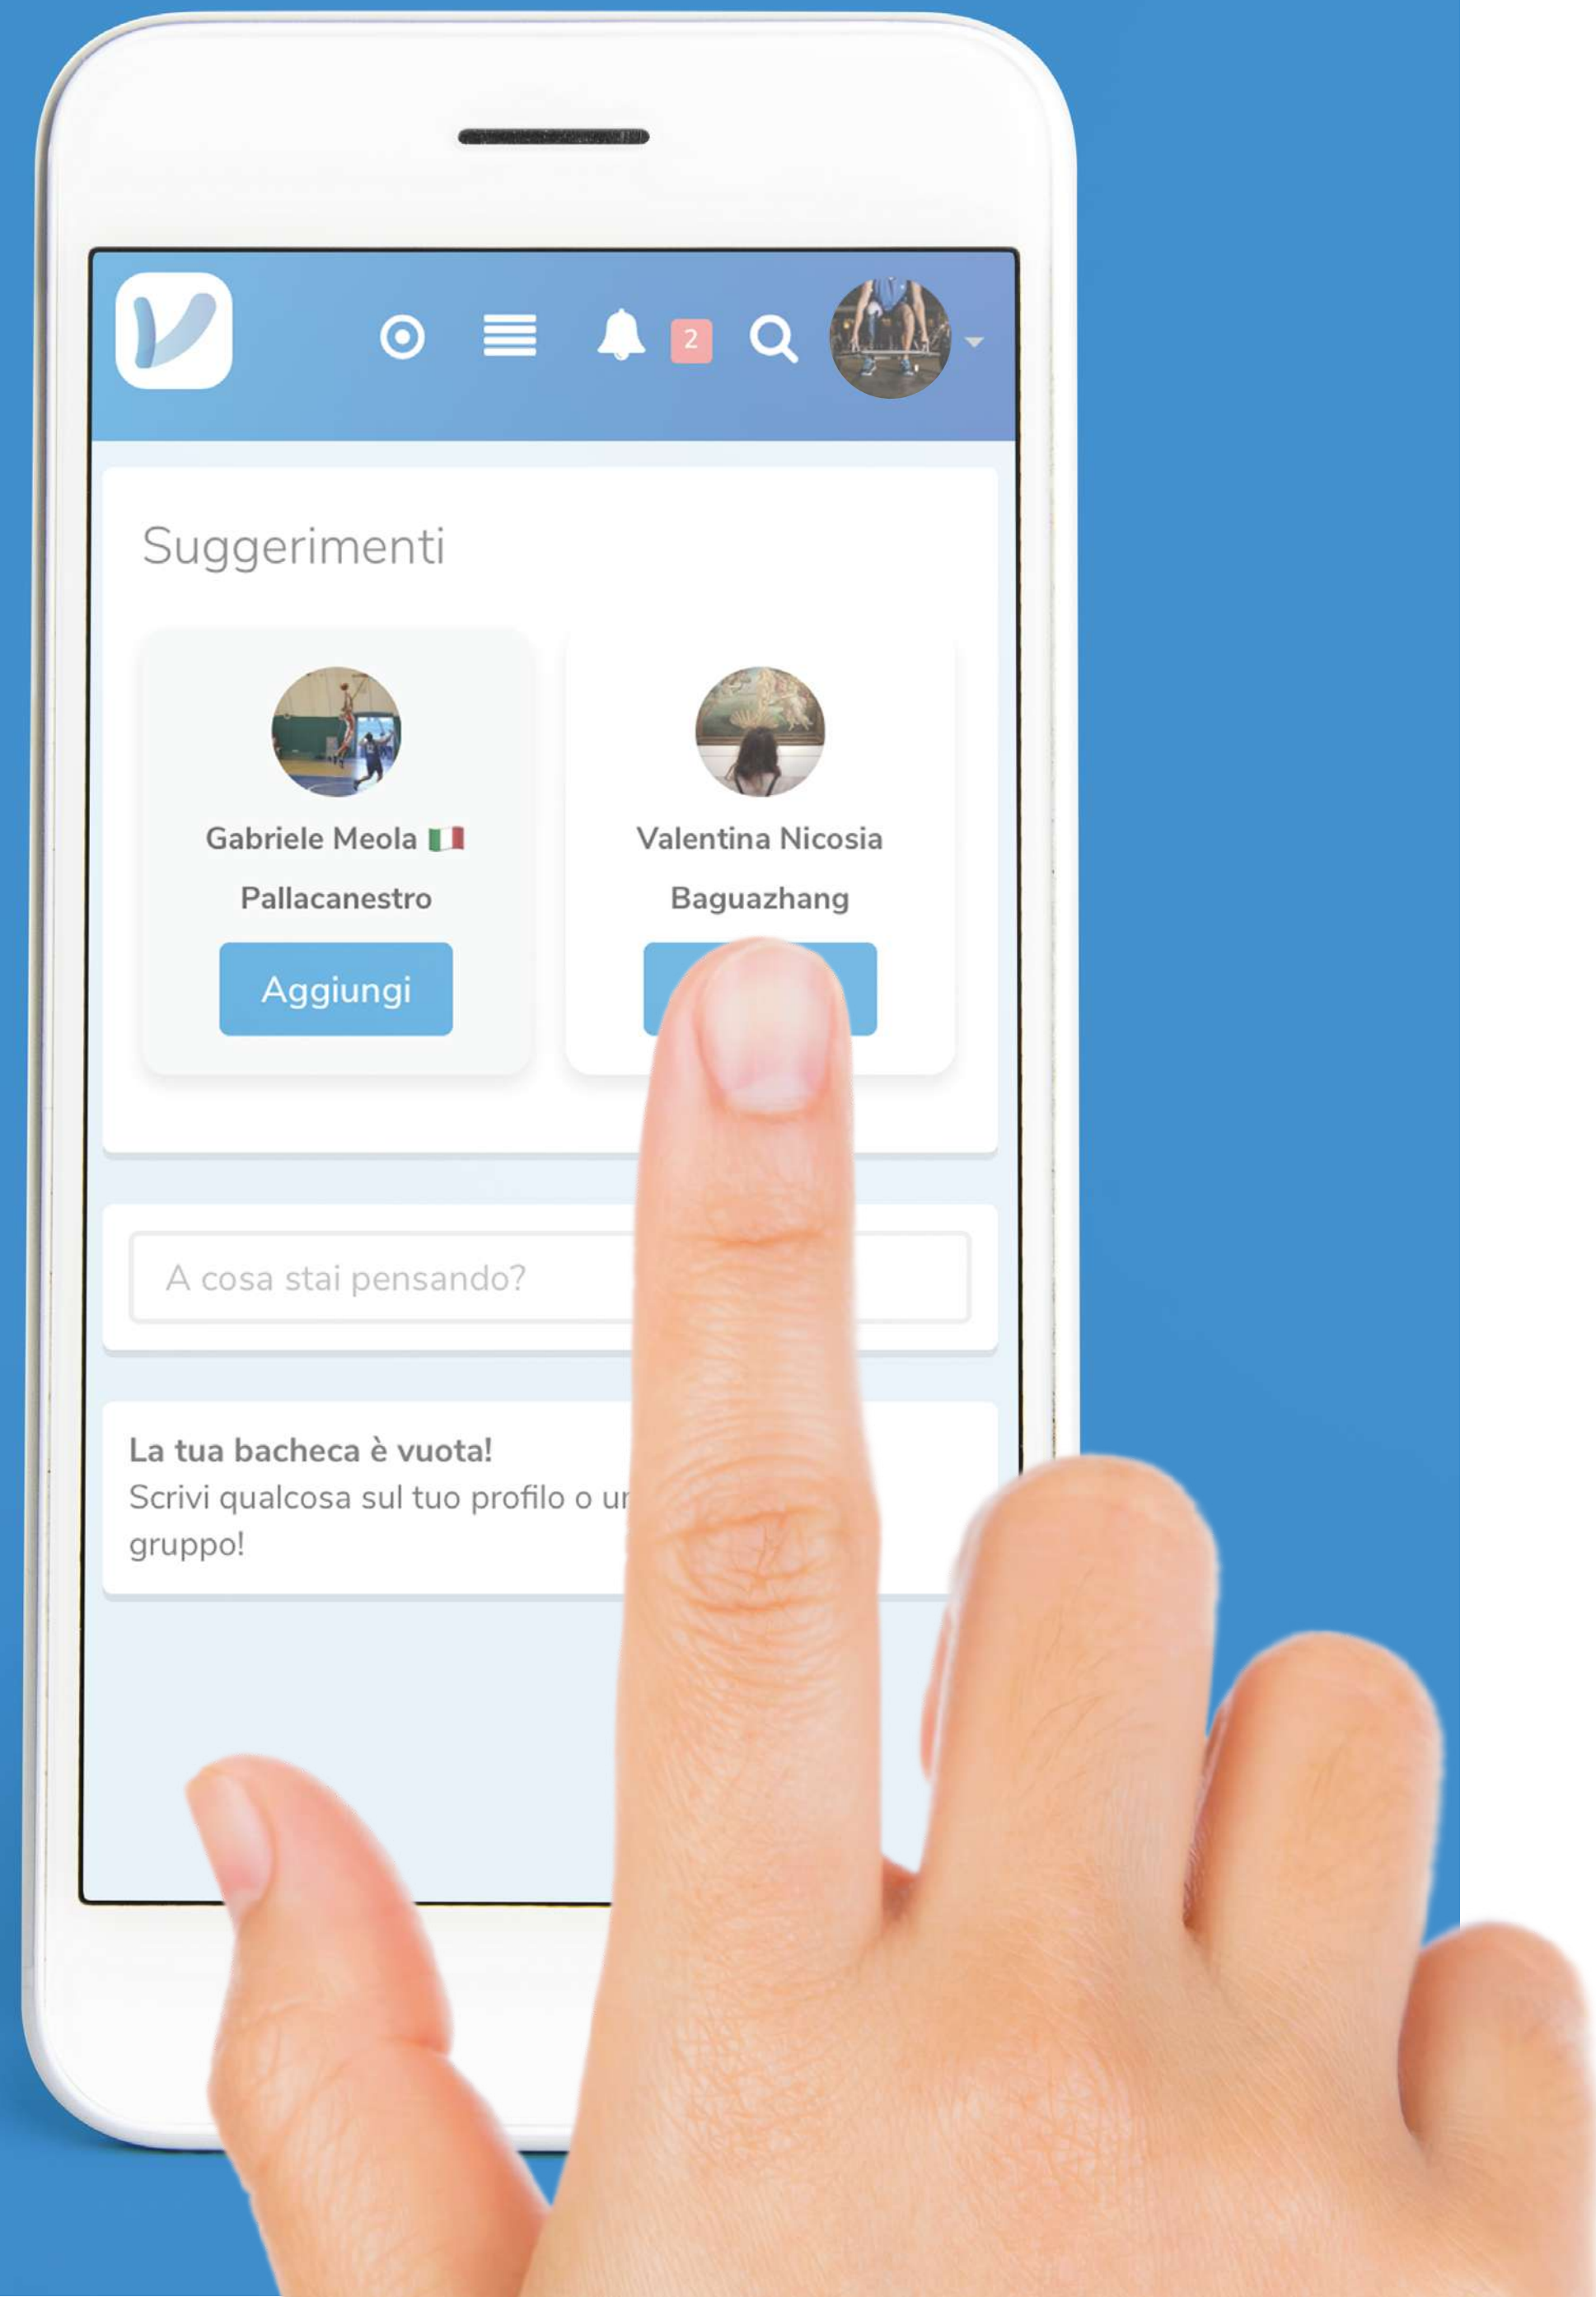 2
Suggerimenti
Gabriele Meola
Pallacanestro
Aggiungi
Valentina Nicosia
Baguazhang
A cosa stai pensando?
La tua bacheca è vuota!
Scrivi qualcosa sul tuo profilo o
gruppo!